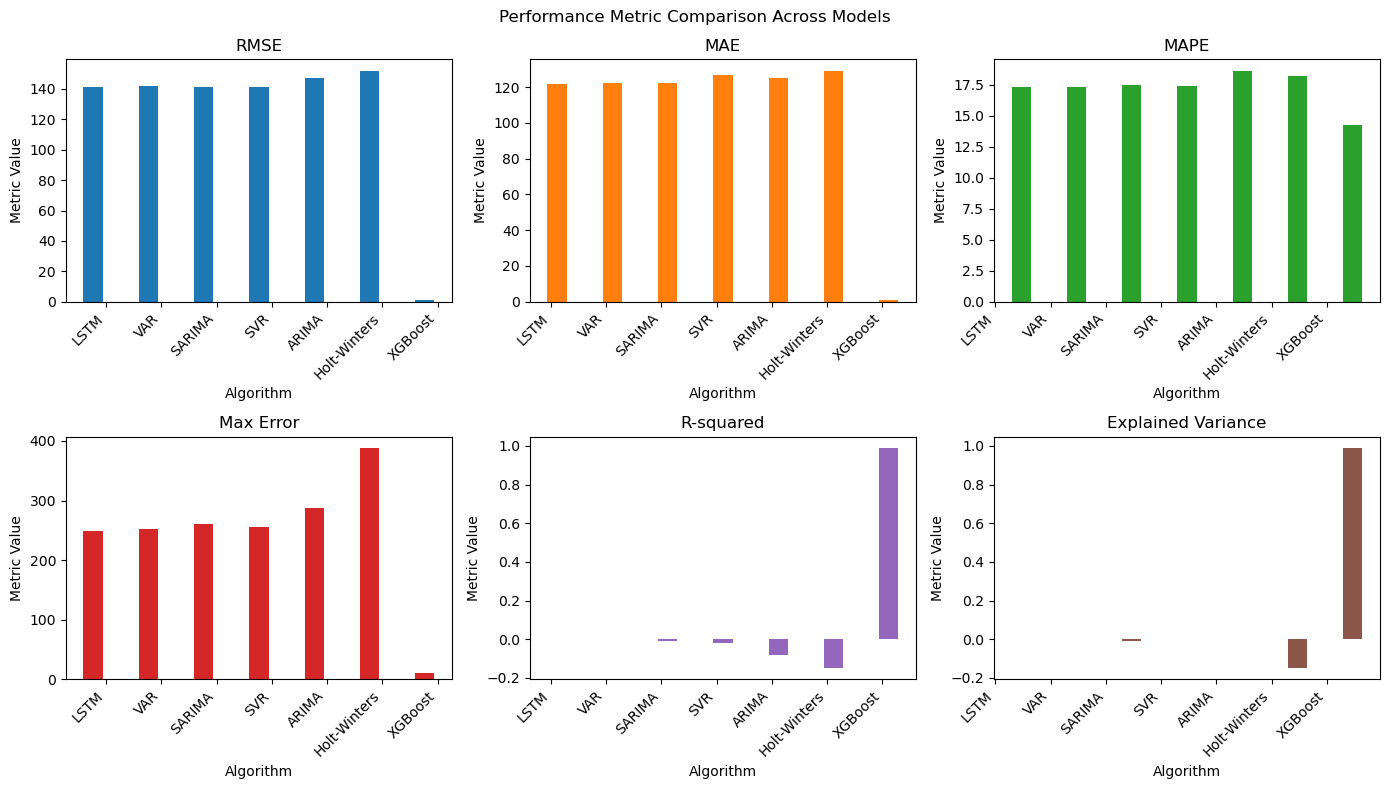 Performance Metric Comparison Across Models
RMSE
Metric Value
140
120
100
80
60
40
20
0
LSTM
VAR
SARIMA
SVR
ARIMA
Holt-Winters
XGBoost
Algorithm
MAE
Metric Value
120
100
80
60
40
20
0
LSTM
VAR
SARIMA
SVR
ARIMA
Holt-Winters
XGBoost
Algorithm
MAPE
Metric Value
17.5
15.0
12.5
10.0
7.5
5.0
2.5
0.0
LSTM
VAR
SARIMA
SVR
ARIMA
Holt-Winters
XGBoost
Algorithm
Max Error
Metric Value
400
300
200
100
0
LSTM
VAR
SARIMA
SVR
ARIMA
Holt-Winters
XGBoost
Algorithm
R-squared
Metric Value
1.0
0.8
0.6
0.4
0.2
0.0
−0.2
LSTM
VAR
SARIMA
SVR
ARIMA
Holt-Winters
XGBoost
Algorithm
Explained Variance
Metric Value
1.0
0.8
0.6
0.4
0.2
0.0
−0.2
LSTM
VAR
SARIMA
SVR
ARIMA
Holt-Winters
XGBoost
Algorithm